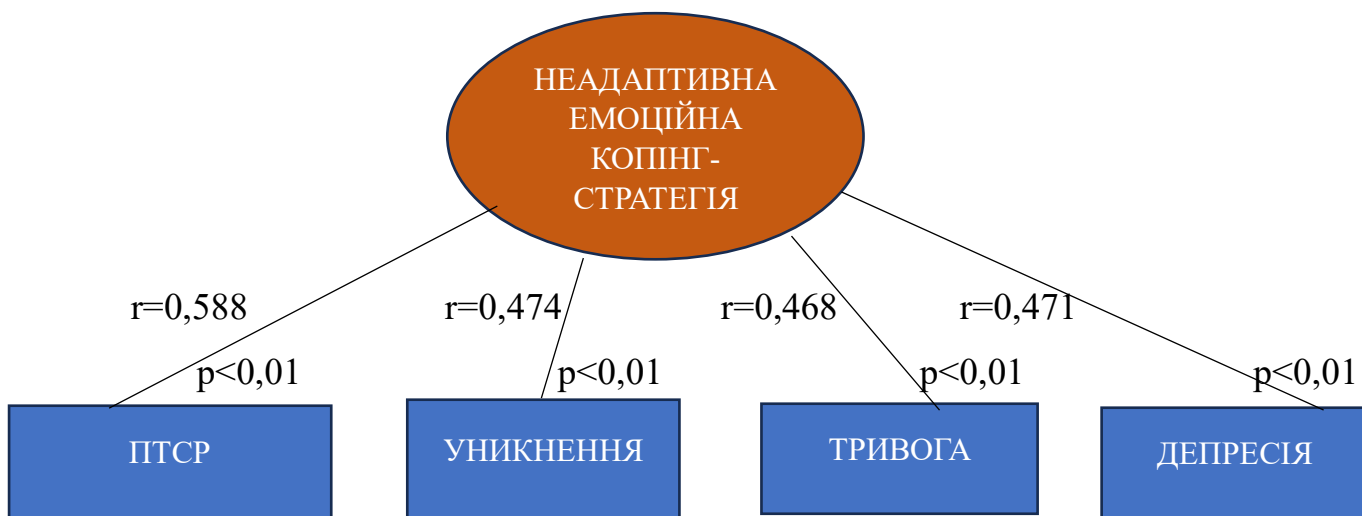 НЕАДАПТИВНА
ЕМОЦІЙНА
КОПІНГ-
СТРАТЕГІЯ
r=0,588
r=0,474
r=0,468
r=0,471
p<0,01
p<0,01
p<0,01
p<0,01
ПТСР
УНИКНЕННЯ
ТРИВОГА
ДЕПРЕСІЯ